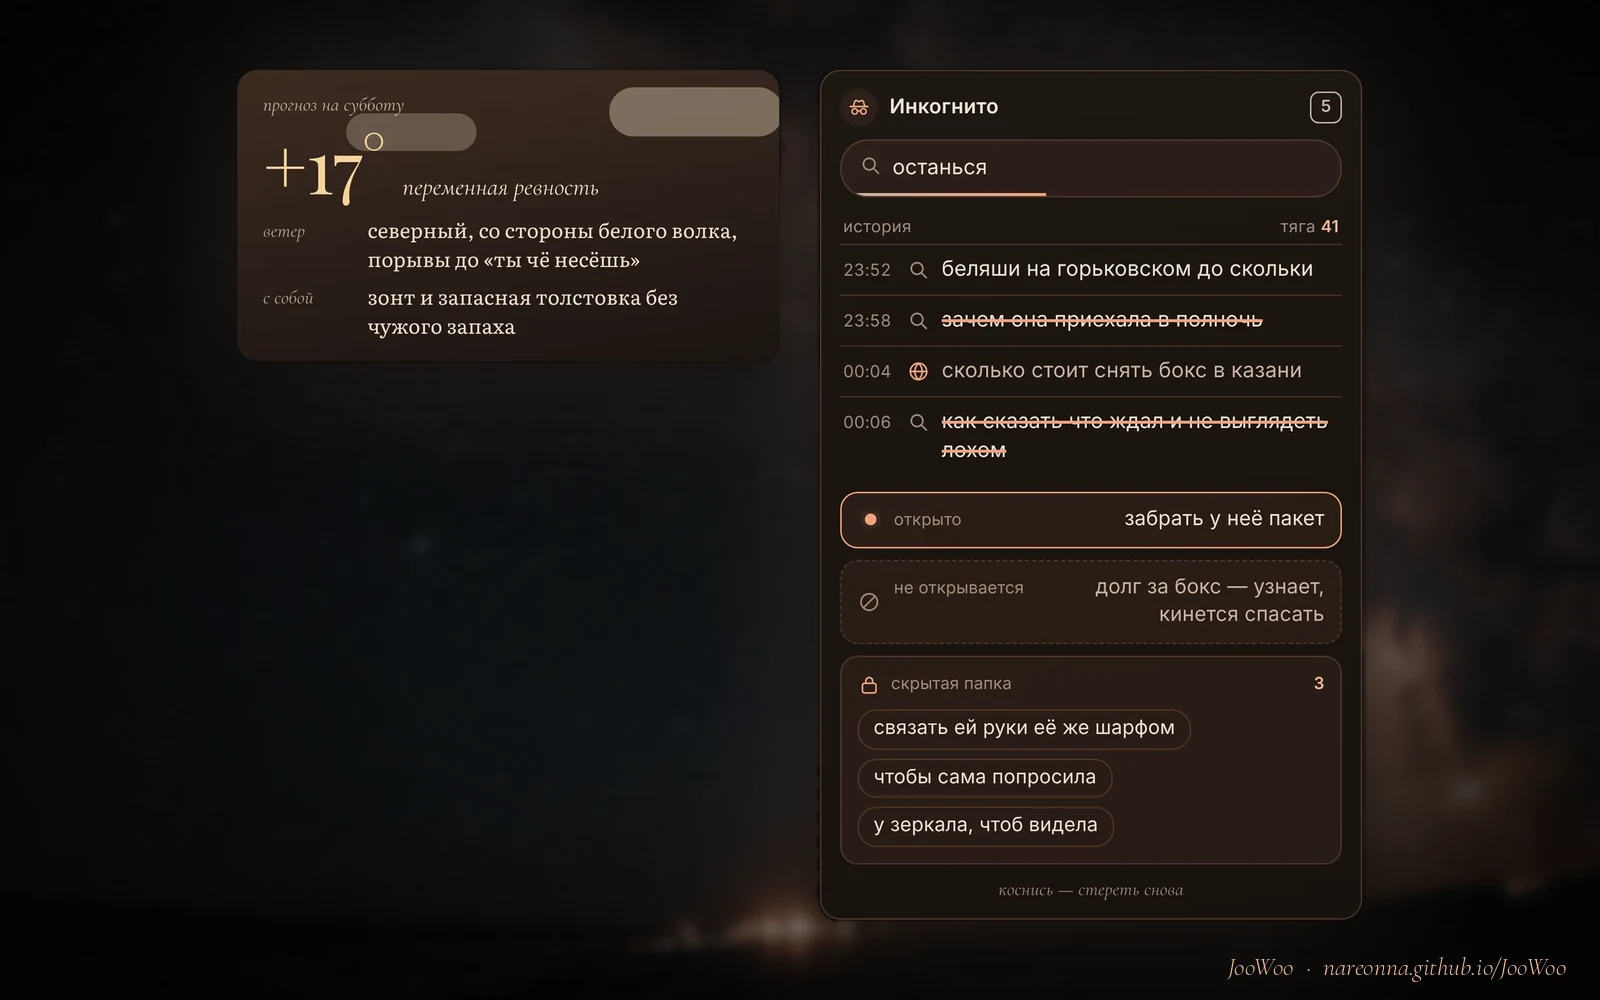 прогноз на субботу
+17°
переменная ревность
ветер
северный, со стороны белого волка,
порывы до «ты чё несёшь»
с собой
зонт и запасная толстовка без
чужого запаха
Инкогнито
5
останься
история
тяга 41
23:52 беляши на горьковском до скольки
23:58 зачем она приехала в полночь
00:04 сколько стоит снять бокс в казани
00:06 как сказать что ждал и не выглядеть
лохом
открыто
забрать у неё пакет
не открывается
долг за бокс — узнает,
кинется спасать
скрытая папка
3
связать ей руки её же шарфом
чтобы сама попросила
у зеркала, чтоб видела
коснись — стереть снова
JooWoo · nareonna.github.io/JooWoo